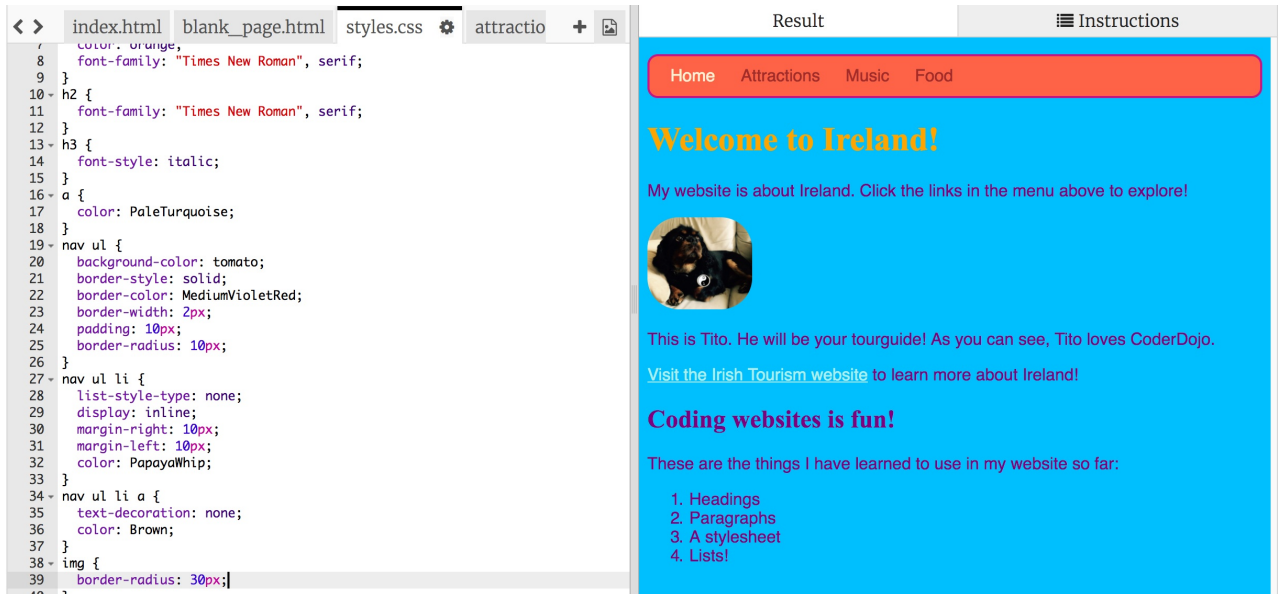 index.html blank_page.html styles.css attractio
7 color: orange;
8 font-family: "Times New Roman", serif;
9 }
10 h2 {
11 font-family: "Times New Roman", serif;
12 }
13 h3 {
14 font-style: italic;
15 }
16 a {
17 color: PaleTurquoise;
18 }
19 nav ul {
20 background-color: tomato;
21 border-style: solid;
22 border-color: MediumVioletRed;
23 border-width: 2px;
24 padding: 10px;
25 border-radius: 10px;
26 }
27 nav ul li {
28 list-style-type: none;
29 display: inline;
30 margin-right: 10px;
31 margin-left: 10px;
32 color: PapayaWhip;
33 }
34 nav ul li a {
35 text-decoration: none;
36 color: Brown;
37 }
38 img {
39 border-radius: 30px;
Result Instructions
Home Attractions Music Food
Welcome to Ireland!
My website is about Ireland. Click the links in the menu above to explore!
This is Tito. He will be your tourguide! As you can see, Tito loves CoderDojo.
Visit the Irish Tourism website to learn more about Ireland!
Coding websites is fun!
These are the things I have learned to use in my website so far:
1. Headings
2. Paragraphs
3. A stylesheet
4. Lists!